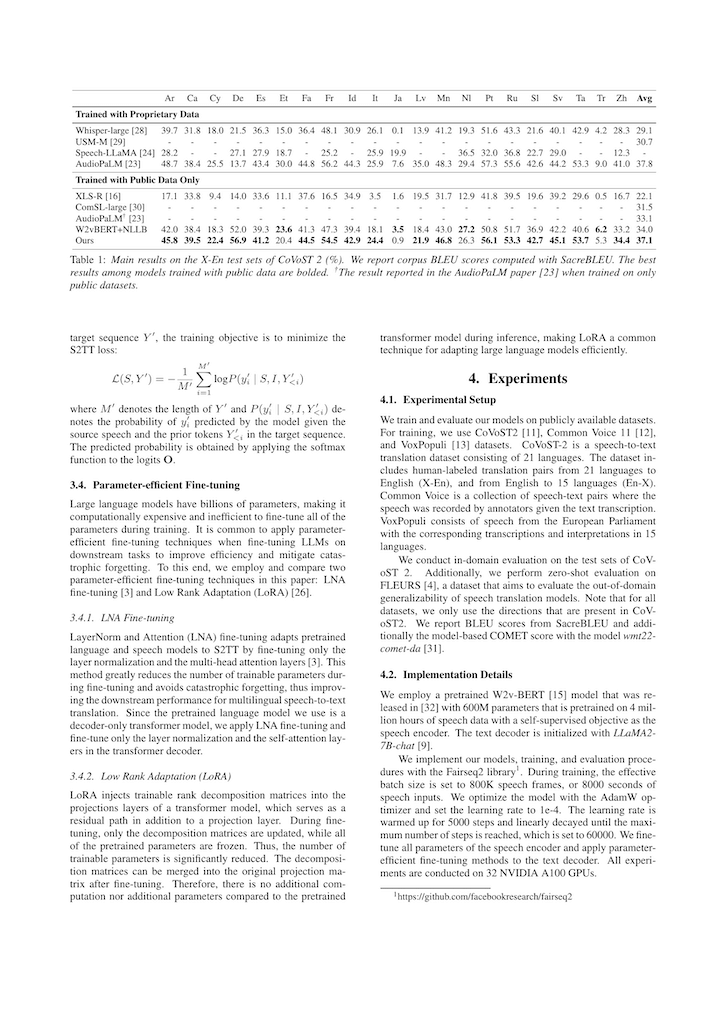 Ar Ca Cy De Es Et Fa Fr Id It Ja Lv Mn Nl Pt Ru Sl Sv Ta Tr Zh Avg
Trained with Proprietary Data
Whisper-large [28] 39.7 31.8 18.0 21.5 36.3 15.0 36.4 48.1 30.9 26.1 0.1 13.9 41.2 19.3 51.6 43.3 21.6 40.1 42.9 4.2 28.3 29.1
USM-M [29] - - - - - - - - - - - - - - - - - - - - - 30.7
Speech-LLaMA [24] 28.2 - - 27.1 27.9 18.7 - 25.2 - 25.9 19.9 - - 36.5 32.0 36.8 22.7 29.0 - - 12.3 -
AudioPaLM [23] 48.7 38.4 25.5 13.7 43.4 30.0 44.8 56.2 44.3 25.9 7.6 35.0 48.3 29.4 57.3 55.6 42.6 44.2 53.3 9.0 41.0 37.8
Trained with Public Data Only
XLS-R [16] 17.1 33.8 9.4 14.0 33.6 11.1 37.6 16.5 34.9 3.5 1.6 19.5 31.7 12.9 41.8 39.5 19.6 39.2 29.6 0.5 16.7 22.1
ComSL-large [30] - - - - - - - - - - - - - - - - - - - - - 31.5
AudioPaLM† [23] - - - - - - - - - - - - - - - - - - - - - 33.1
W2vBERT+NLLB 42.0 38.4 18.3 52.0 39.3 23.6 41.3 47.3 39.4 18.1 3.5 18.4 43.0 27.2 50.8 51.7 36.9 42.2 40.6 6.2 33.2 34.0
Ours 45.8 39.5 22.4 56.9 41.2 20.4 44.5 54.5 42.9 24.4 0.9 21.9 46.8 26.3 56.1 53.3 42.7 45.1 53.7 5.3 34.4 37.1
Table 1: Main results on the X-En test sets of CoVoST 2 (%). We report corpus BLEU scores computed with SacreBLEU. The best
results among models trained with public data are bolded. †The result reported in the AudioPaLM paper [23] when trained on only
public datasets.
target sequence Y′, the training objective is to minimize the
S2TT loss:
L(S, Y′) = − 1/M′ ∑_{i=1}^{M′} logP(y′_i | S, I, Y′_{<i})
where M′ denotes the length of Y′ and P(y′_i | S, I, Y′_{<i}) de-
notes the probability of y′_i predicted by the model given the
source speech and the prior tokens Y′_{<i} in the target sequence.
The predicted probability is obtained by applying the softmax
function to the logits O.
3.4. Parameter-efficient Fine-tuning
Large language models have billions of parameters, making it
computationally expensive and inefficient to fine-tune all of the
parameters during training. It is common to apply parameter-
efficient fine-tuning techniques when fine-tuning LLMs on
downstream tasks to improve efficiency and mitigate catas-
trophic forgetting. To this end, we employ and compare two
parameter-efficient fine-tuning techniques in this paper: LNA
fine-tuning [3] and Low Rank Adaptation (LoRA) [26].
3.4.1. LNA Fine-tuning
LayerNorm and Attention (LNA) fine-tuning adapts pretrained
language and speech models to S2TT by fine-tuning only the
layer normalization and the multi-head attention layers [3]. This
method greatly reduces the number of trainable parameters dur-
ing fine-tuning and avoids catastrophic forgetting, thus improv-
ing the downstream performance for multilingual speech-to-text
translation. Since the pretrained language model we use is a
decoder-only transformer model, we apply LNA fine-tuning and
fine-tune only the layer normalization and the self-attention lay-
ers in the transformer decoder.
3.4.2. Low Rank Adaptation (LoRA)
LoRA injects trainable rank decomposition matrices into the
projections layers of a transformer model, which serves as a
residual path in addition to a projection layer. During fine-
tuning, only the decomposition matrices are updated, while all
of the pretrained parameters are frozen. Thus, the number of
trainable parameters is significantly reduced. The decomposi-
tion matrices can be merged into the original projection ma-
trix after fine-tuning. Therefore, there is no additional com-
putation nor additional parameters compared to the pretrained
transformer model during inference, making LoRA a common
technique for adapting large language models efficiently.
4. Experiments
4.1. Experimental Setup
We train and evaluate our models on publicly available datasets.
For training, we use CoVoST2 [11], Common Voice 11 [12],
and VoxPopuli [13] datasets. CoVoST-2 is a speech-to-text
translation dataset consisting of 21 languages. The dataset in-
cludes human-labeled translation pairs from 21 languages to
English (X-En), and from English to 15 languages (En-X).
Common Voice is a collection of speech-text pairs where the
speech was recorded by annotators given the text transcription.
VoxPopuli consists of speech from the European Parliament
with the corresponding transcriptions and interpretations in 15
languages.
We conduct in-domain evaluation on the test sets of CoV-
oST 2. Additionally, we perform zero-shot evaluation on
FLEURS [4], a dataset that aims to evaluate the out-of-domain
generalizability of speech translation models. Note that for all
datasets, we only use the directions that are present in CoV-
oST2. We report BLEU scores from SacreBLEU and addi-
tionally the model-based COMET score with the model wmt22-
comet-da [31].
4.2. Implementation Details
We employ a pretrained W2v-BERT [15] model that was re-
leased in [32] with 600M parameters that is pretrained on 4 mil-
lion hours of speech data with a self-supervised objective as the
speech encoder. The text decoder is initialized with LLaMA2-
7B-chat [9].
We implement our models, training, and evaluation proce-
dures with the Fairseq2 library1. During training, the effective
batch size is set to 800K speech frames, or 8000 seconds of
speech inputs. We optimize the model with the AdamW op-
timizer and set the learning rate to 1e-4. The learning rate is
warmed up for 5000 steps and linearly decayed until the maxi-
mum number of steps is reached, which is set to 60000. We fine-
tune all parameters of the speech encoder and apply parameter-
efficient fine-tuning methods to the text decoder. All experi-
ments are conducted on 32 NVIDIA A100 GPUs.
1https://github.com/facebookresearch/fairseq2